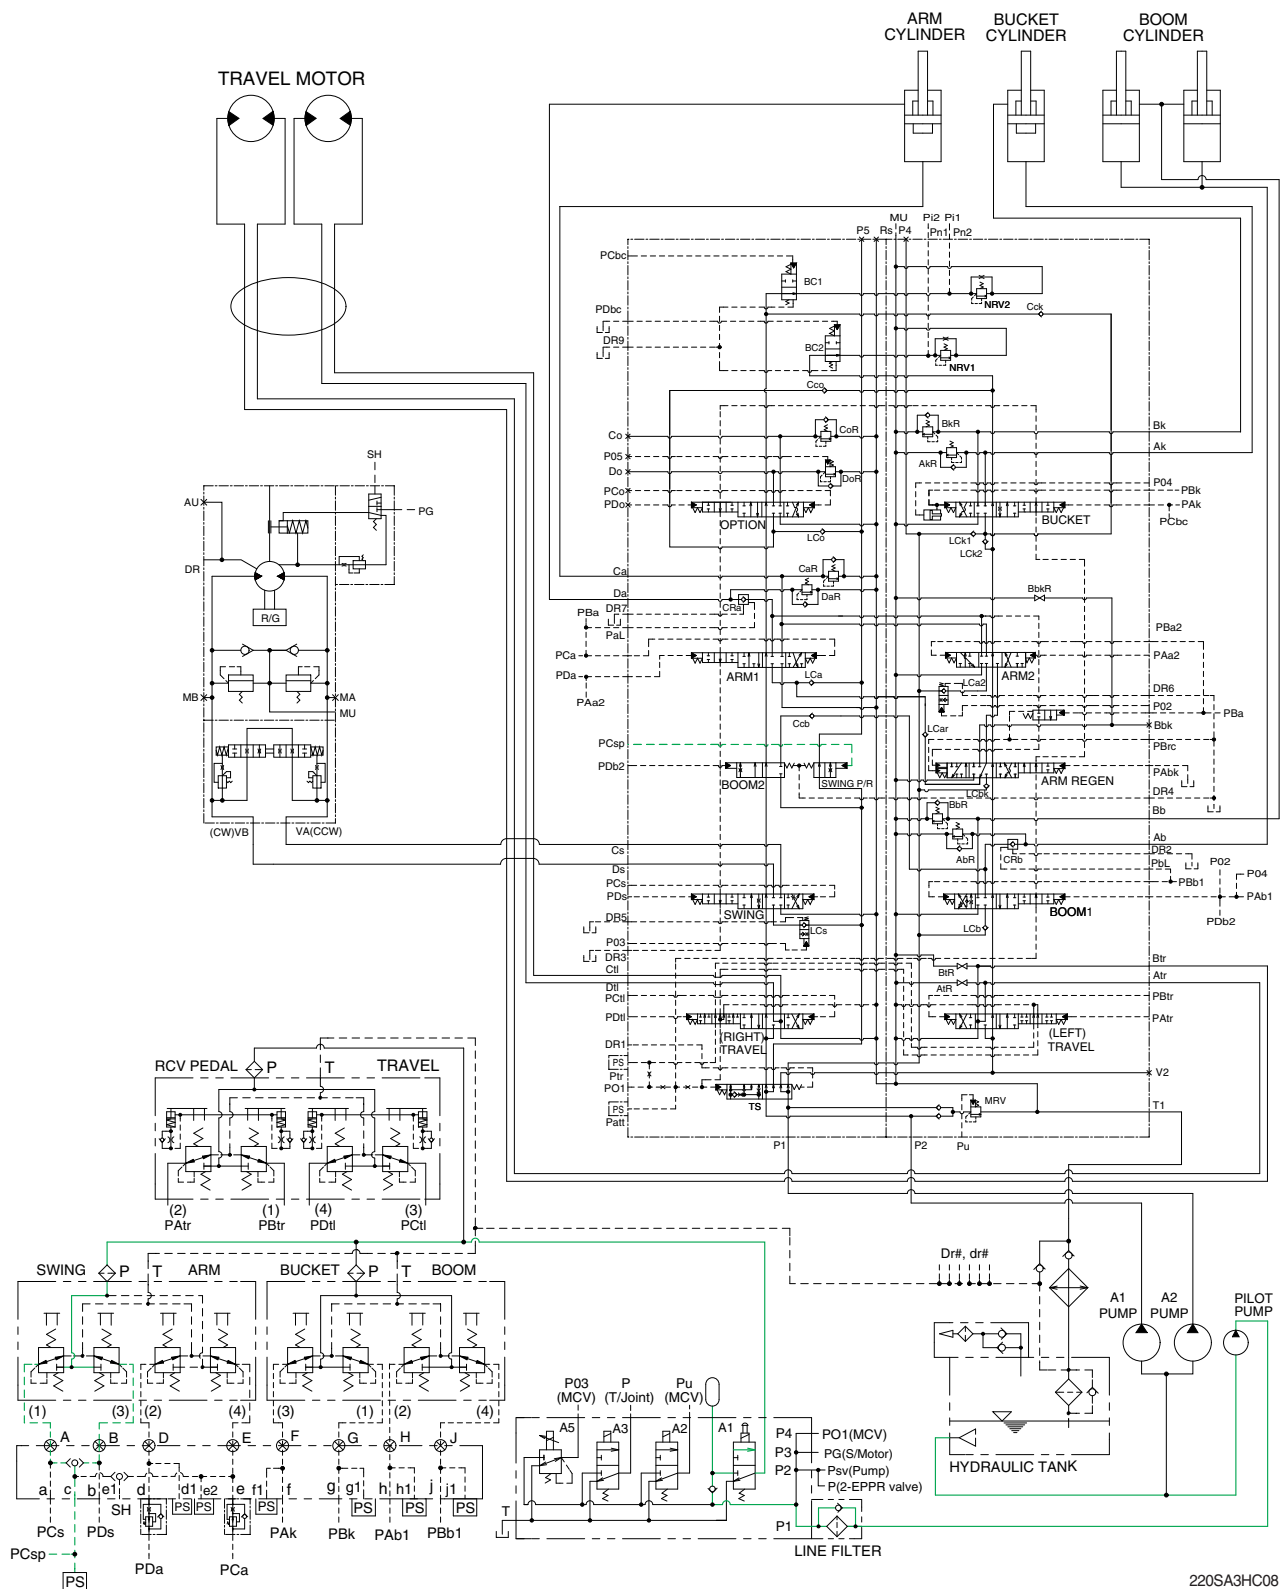 ARM
CYLINDER
BUCKET
CYLINDER
BOOM
CYLINDER
TRAVEL MOTOR
MU
Pi2
Pi1
P5
Rs
P4
Pn1
Pn2
PCbc
BC1
NRV2
Cck
PDbc
DR9
BC2
NRV1
Cco
Co
CoR
BkR
Bk
P05
Do
DoR
AkR
Ak
PCo
PDo
OPTION
LCo
P04
PBk
PAk
BUCKET
PCbc
LCk1
LCk2
SH
AU
PG
DR
R/G
MB
MA
MU
(CW)VB
VA(CCW)
Ca
CaR
Da
DaR
CRa
BbkR
PBa
DR7
PaL
PCa
PDa
PAa2
ARM1
LCa
PBa2
PAa2
ARM2
LCa2
DR6
P02
PBa
Bbk
Ccb
LCar
PCsp
PDb2
BOOM2
SWING P/R
PBrc
PAbk
ARM REGEN
LCbk
DR4
BbR
Bb
AbR
CRb
Ab
DR2
PbL
Cs
Ds
PCs
PDs
SWING
PBb1
P02
P04
PAb1
PDb2
BOOM1
DR5
LCs
LCb
P03
DR3
Ctl
Dtl
PCtl
PDtl
(RIGHT)
TRAVEL
BtR
Btr
AtR
Atr
PBtr
PAtr
(LEFT)
TRAVEL
DR1
PS
Ptr
PO1
PS
Patt
TS
V2
MRV
T1
P1
P2
Pu
RCV PEDAL
P
T
TRAVEL
(2)
(1)
(4)
(3)
PAtr
PBtr
PDtl
PCtl
SWING
P
T
ARM
BUCKET
P
T
BOOM
(1)
(3)
(2)
(4)
(3)
(1)
(2)
(4)
A
B
D
E
F
G
H
J
a
c
b
e1
d
d1
e2
e
f1
f
g
g1
h
h1
j
j1
SH
PS
PS
PS
PS
PS
PS
PCs
PDs
PAk
PBk
PAb1
PBb1
PCsp
PDa
PCa
PS
P03
(MCV)
P
(T/Joint)
Pu
(MCV)
A5
A3
A2
A1
P4
PO1(MCV)
P3
PG(S/Motor)
P2
Psv(Pump)
P(2-EPPR valve)
T
P1
LINE FILTER
Dr#, dr#
A1
PUMP
A2
PUMP
PILOT
PUMP
HYDRAULIC TANK
220SA3HC08